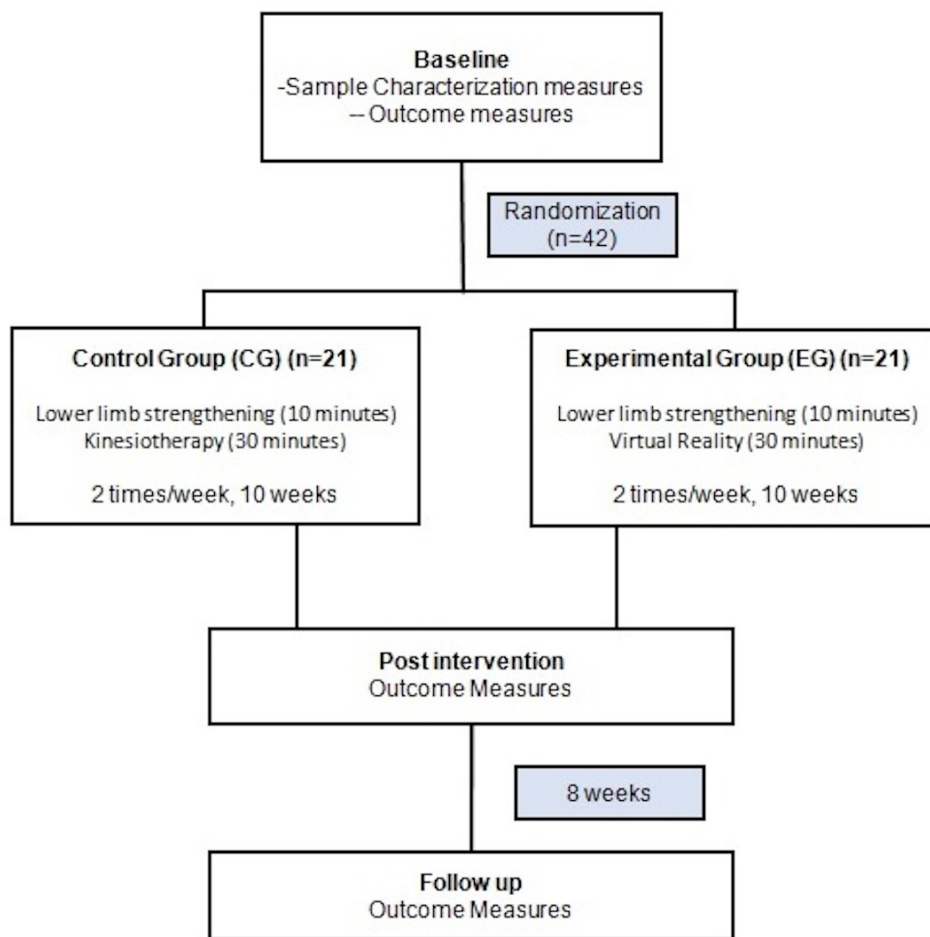 Baseline
-Sample Characterization measures
-- Outcome measures
Randomization
(n=42)
Control Group (CG) (n=21)
Lower limb strengthening (10 minutes)
Kinesiotherapy (30 minutes)
2 times/week, 10 weeks
Experimental Group (EG) (n=21)
Lower limb strengthening (10 minutes)
Virtual Reality (30 minutes)
2 times/week, 10 weeks
Post intervention
Outcome Measures
8 weeks
Follow up
Outcome Measures